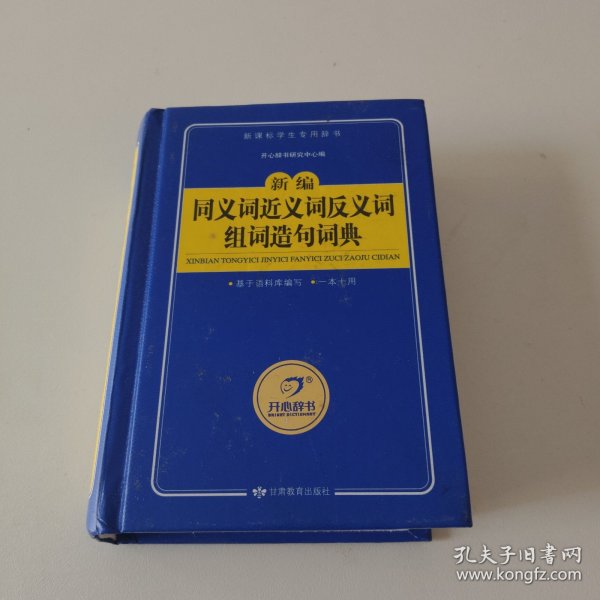 新课标学生专用辞书
开心辞书研究中心编
新编
同义词近义词反义词
组词造句词典
XINBIAN TONGYICI JINYICI FANYICI ZUCI ZAOJU CIDIAN
•基于语料库编写 •一本七用
®
开心辞书
BRIGHT DICTIONARY
甘肃教育出版社
孔夫子旧书网
www.kongfz.com